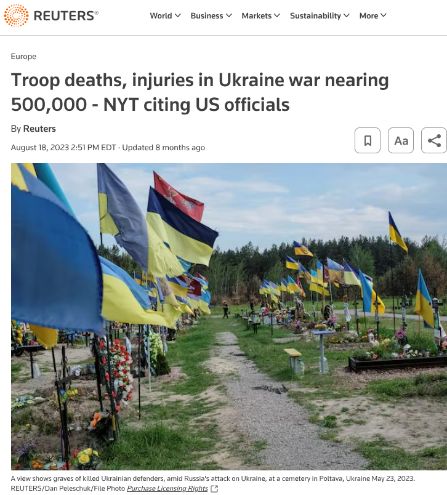 REUTERS®
World Business Markets Sustainability More
Europe
Troop deaths, injuries in Ukraine war nearing
500,000 - NYT citing US officials
By Reuters
August 18, 2023 2:51 PM EDT · Updated 8 months ago
Aa
A view shows graves of killed Ukrainian defenders, amid Russia's attack on Ukraine, at a cemetery in Poltava, Ukraine May 23, 2023.
REUTERS/Dan Peleschuk/File Photo Purchase Licensing Rights